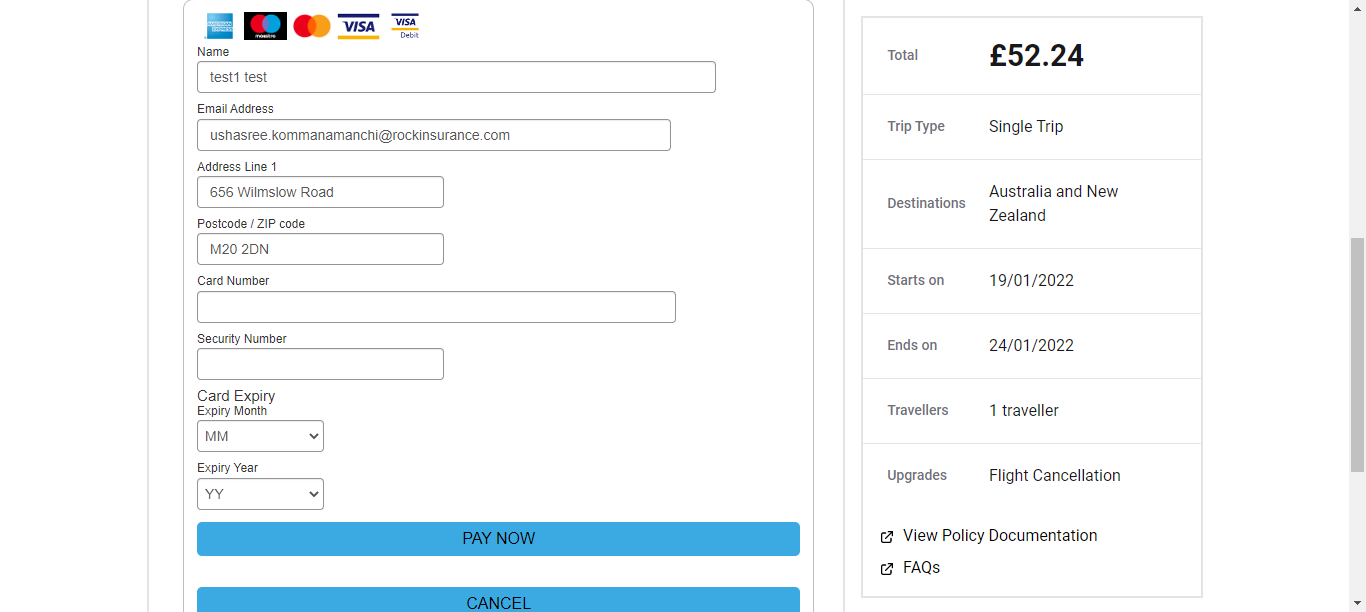 AMERICAN EXPRESS
maestro
VISA
VISA
Debit
Name
test1 test
Email Address
ushasree.kommanamanchi@rockinsurance.com
Address Line 1
656 Wilmslow Road
Postcode / ZIP code
M20 2DN
Card Number
Security Number
Card Expiry
Expiry Month
MM
Expiry Year
YY
PAY NOW
CANCEL
Total £52.24
Trip Type Single Trip
Destinations Australia and New
Zealand
Starts on 19/01/2022
Ends on 24/01/2022
Travellers 1 traveller
Upgrades Flight Cancellation
View Policy Documentation
FAQs